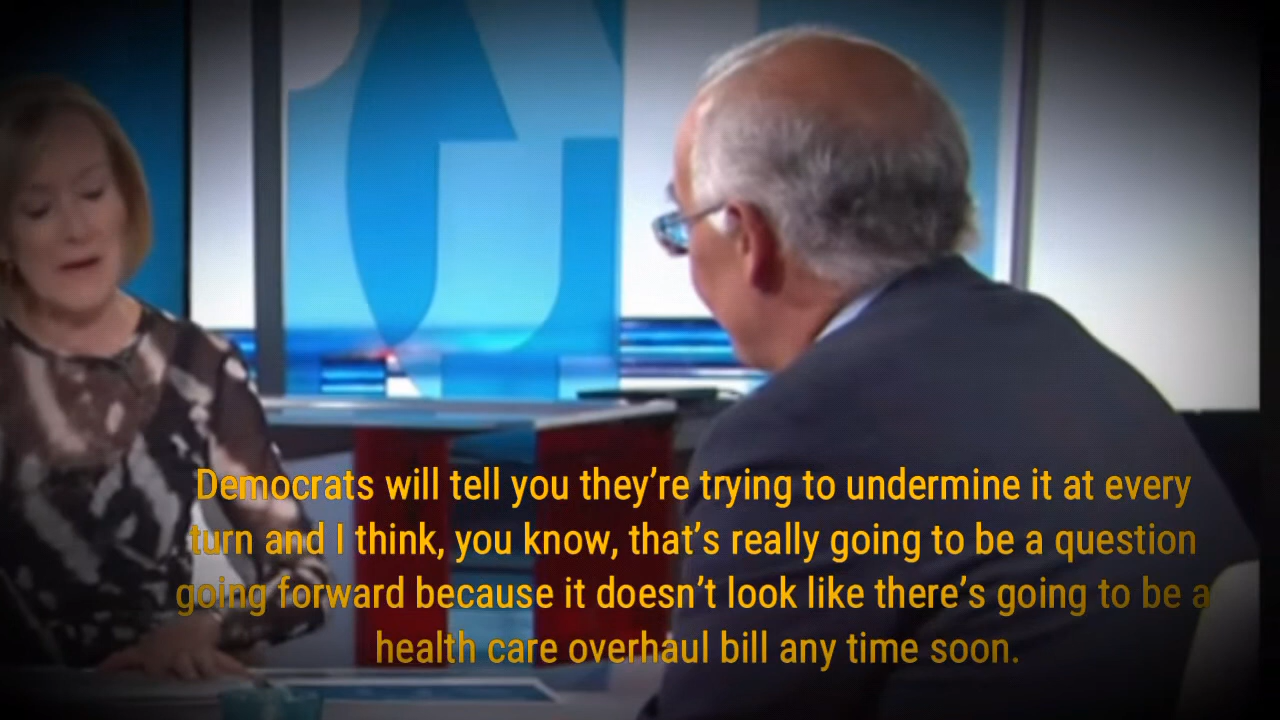 Democrats will tell you they’re trying to undermine it at every
turn and I think, you know, that’s really going to be a question
going forward because it doesn’t look like there’s going to be a
health care overhaul bill any time soon.